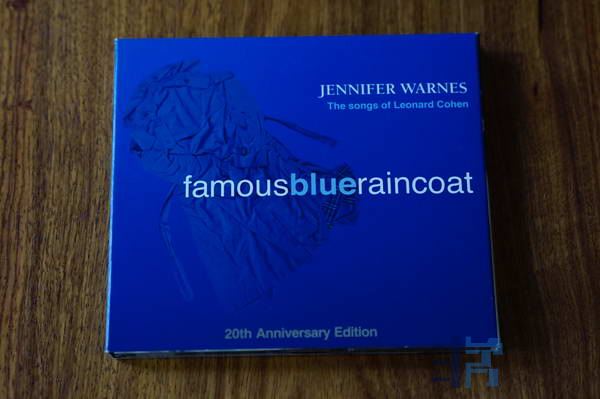 JENNIFER WARNES
The songs of Leonard Cohen
famousblueraincoat
20th Anniversary Edition